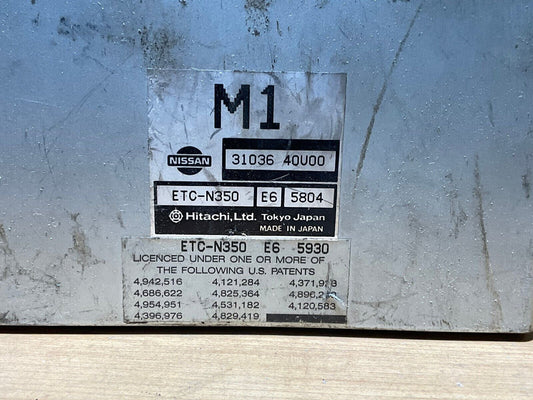 M1
NISSAN 31036 40U00
ETC-N350 E6 5804
Hitachi, Ltd. Tokyo Japan
MADE IN JAPAN
ETC-N350 E6 5930
LICENCED UNDER ONE OR MORE OF
THE FOLLOWING U.S. PATENTS
4,942,516 4,121,284
4,686,622 4,825,364
4,954,951 4,531,182 4,120,583
4,396,976 4,829,419